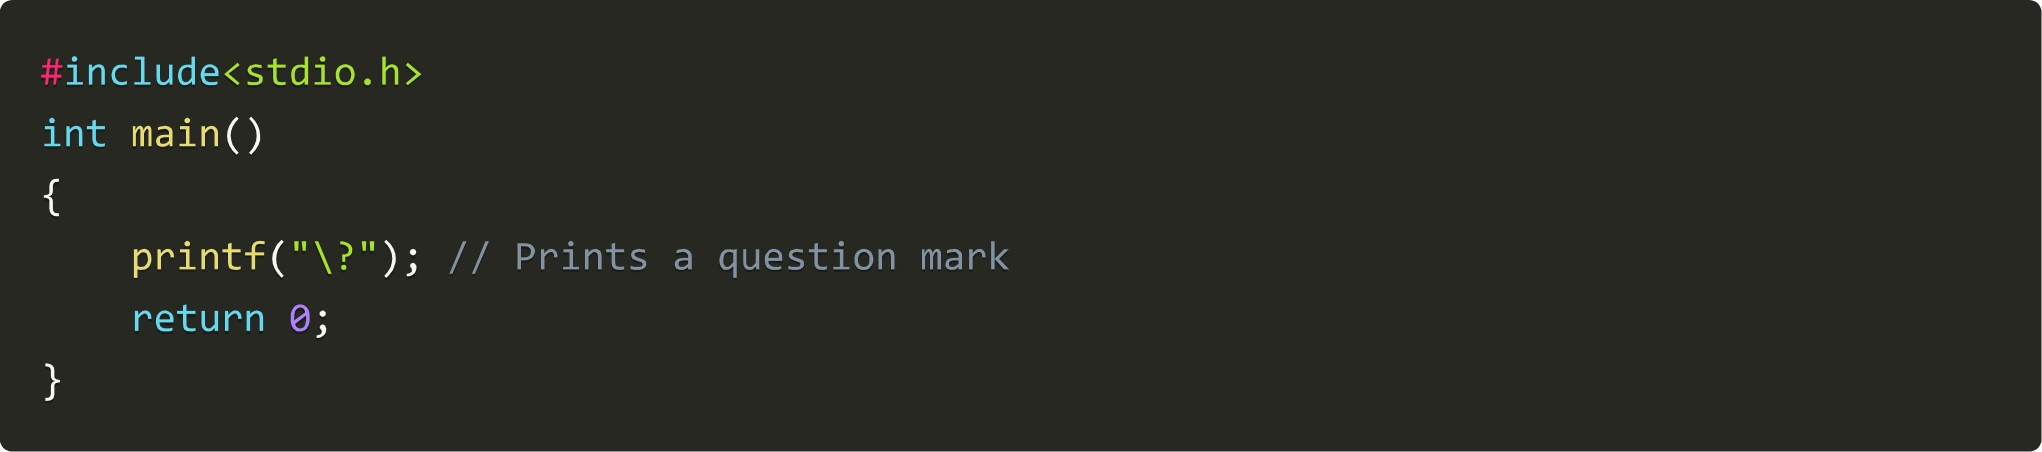 #include<stdio.h>
int main()
{
    printf("\?"); // Prints a question mark
    return 0;
}